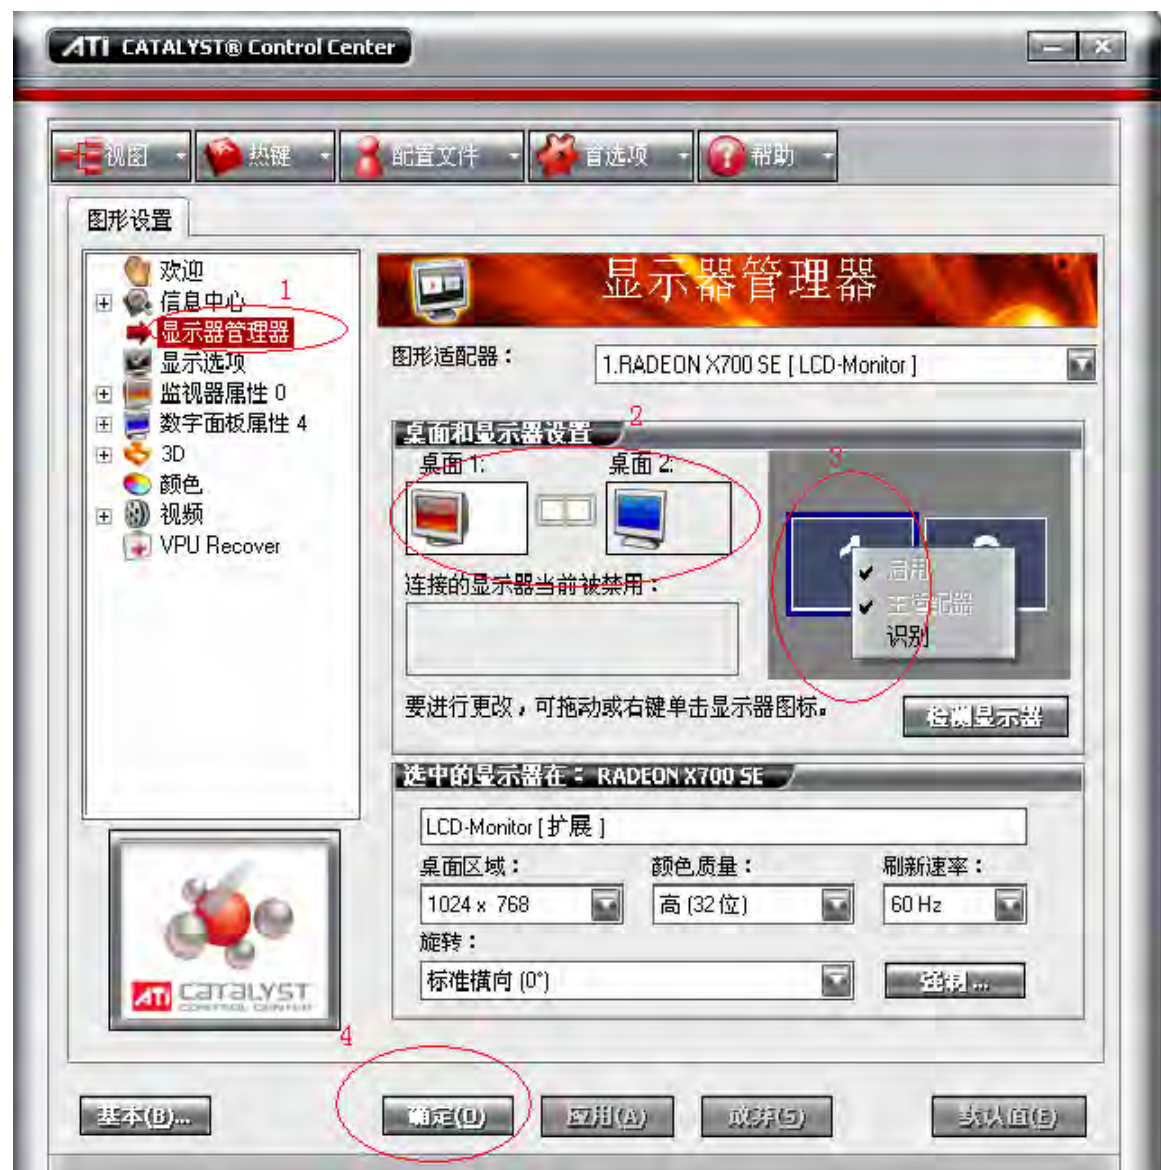 ATI CATALYST® Control Center
视图 热键 配置文件 首选项 帮助
图形设置
欢迎
信息中心
1
显示器管理器
显示选项
监视器属性 0
数字面板属性 4
3D
颜色
视频
VPU Recover
显示器管理器
图形适配器：
1.RADEON X700 SE [ LCD-Monitor ]
2
桌面和显示器设置
桌面 1:
桌面 2:
3
1
启用
主适配器
识别
连接的显示器当前被禁用：
要进行更改，可拖动或右键单击显示器图标。
检测显示器
选中的显示器在： RADEON X700 SE
LCD-Monitor [ 扩展 ]
桌面区域： 颜色质量： 刷新速率：
1024 x 768 高 (32 位) 60 Hz
旋转：
标准横向 (0°)
强制 ...
ATI CATALYST
CONTROL CENTER
4
基本(B)... 确定(O) 应用(A) 放弃(S) 默认值(E)